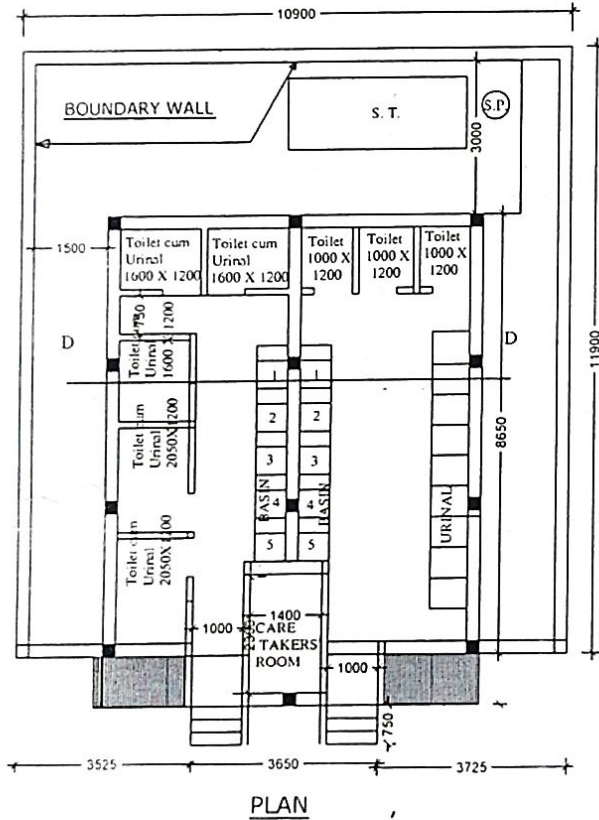 10900
BOUNDARY WALL
S. T.
S.P.
3000
1500
Toilet cum
Urinal
1600 X 1200
Toilet cum
Urinal
1600 X 1200
Toilet
1000 X
1200
Toilet
1000 X
1200
Toilet
1000 X
1200
750
1200
Toilet cum
Urinal
1600 X 1200
D
D
11900
8650
1
1
2
2
3
3
4
4
5
5
BASIN
BASIN
URINAL
Toilet cum
Urinal
2050X1200
Toilet cum
Urinal
2050X1200
1000
1400
CARE
TAKERS
ROOM
1000
750
3525
3650
3725
PLAN